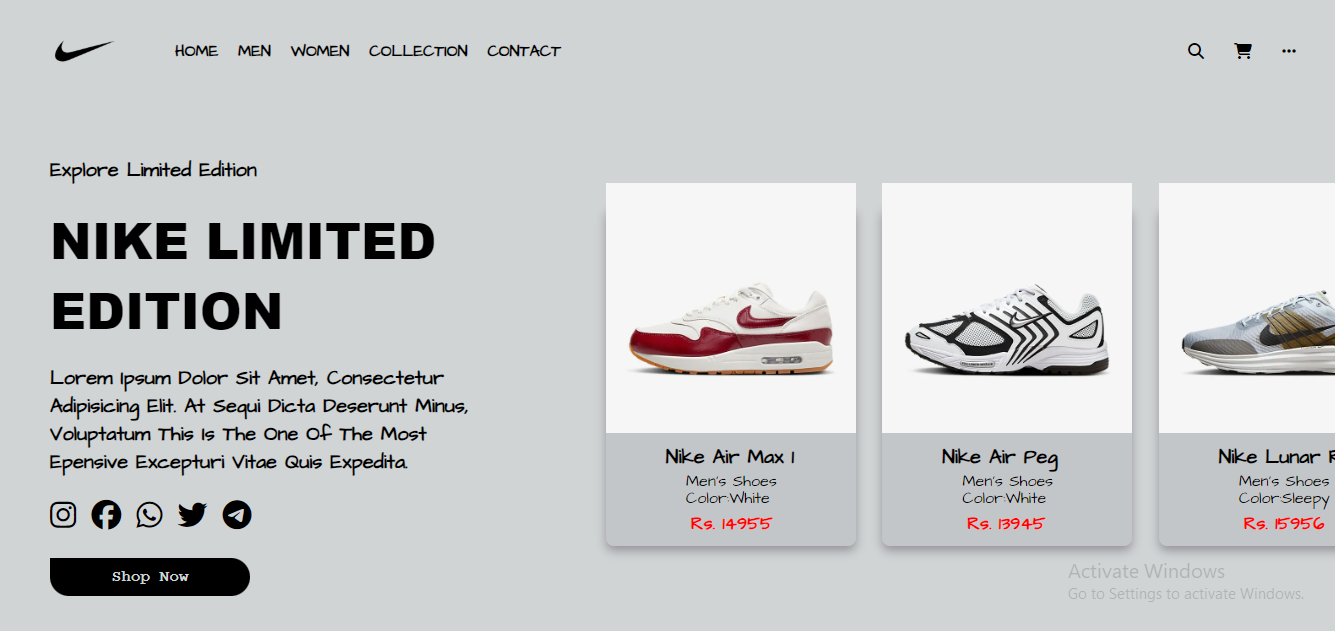 HOME MEN WOMEN COLLECTION CONTACT
Explore Limited Edition
NIKE LIMITED
EDITION
Lorem Ipsum Dolor Sit Amet, Consectetur
Adipisicing Elit. At Sequi Dicta Deserunt Minus,
Voluptatum This Is The One Of The Most
Epensive Excepturi Vitae Quis Expedita.
Shop Now
Nike Air Max 1
Men's Shoes
Color:White
Rs. 14955
Nike Air Peg
Men's Shoes
Color:White
Rs. 13945
Nike Lunar
Men's Shoes
Color:Sleepy
Rs. 15956
Activate Windows
Go to Settings to activate Windows.